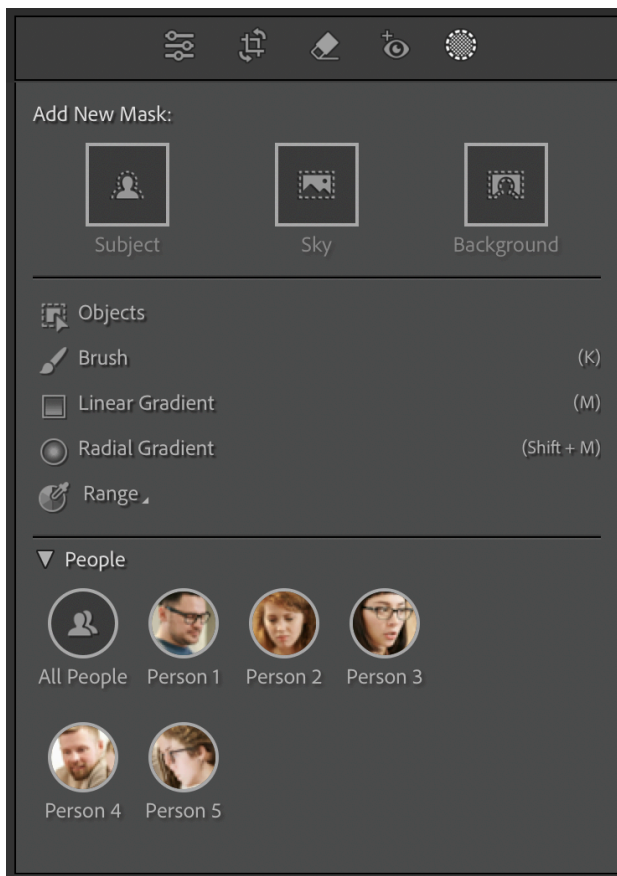 Add New Mask:
Subject Sky Background
Objects
Brush (K)
Linear Gradient (M)
Radial Gradient (Shift + M)
Range
People
All People Person 1 Person 2 Person 3
Person 4 Person 5